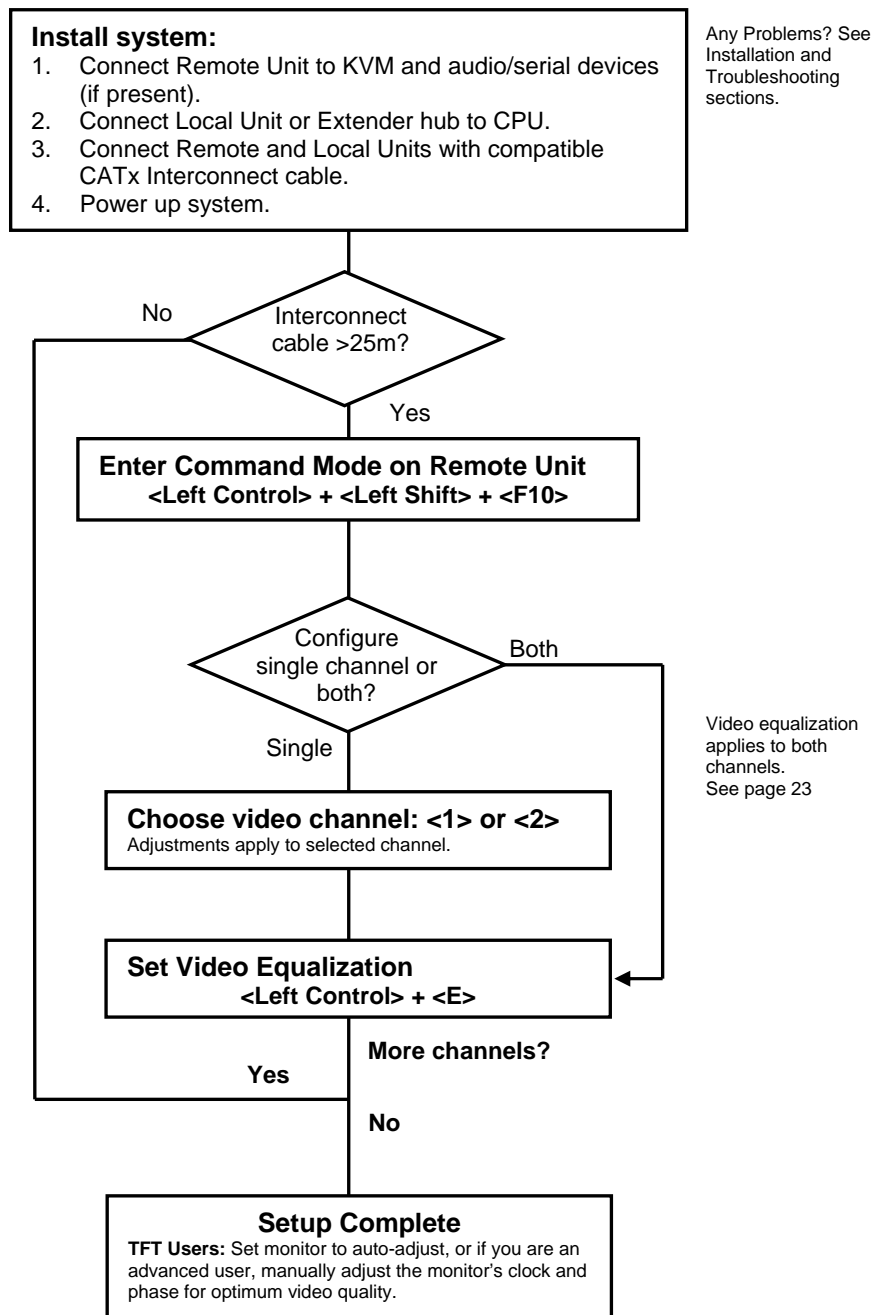 Install system:
1. Connect Remote Unit to KVM and audio/serial devices
(if present).
2. Connect Local Unit or Extender hub to CPU.
3. Connect Remote and Local Units with compatible
CATx Interconnect cable.
4. Power up system.
Any Problems? See
Installation and
Troubleshooting
sections.
No
Interconnect
cable >25m?
Yes
Enter Command Mode on Remote Unit
<Left Control> + <Left Shift> + <F10>
Configure
single channel or
both?
Both
Single
Video equalization
applies to both
channels.
See page 23
Choose video channel: <1> or <2>
Adjustments apply to selected channel.
Set Video Equalization
<Left Control> + <E>
More channels?
Yes
No
Setup Complete
TFT Users: Set monitor to auto-adjust, or if you are an
advanced user, manually adjust the monitor's clock and
phase for optimum video quality.